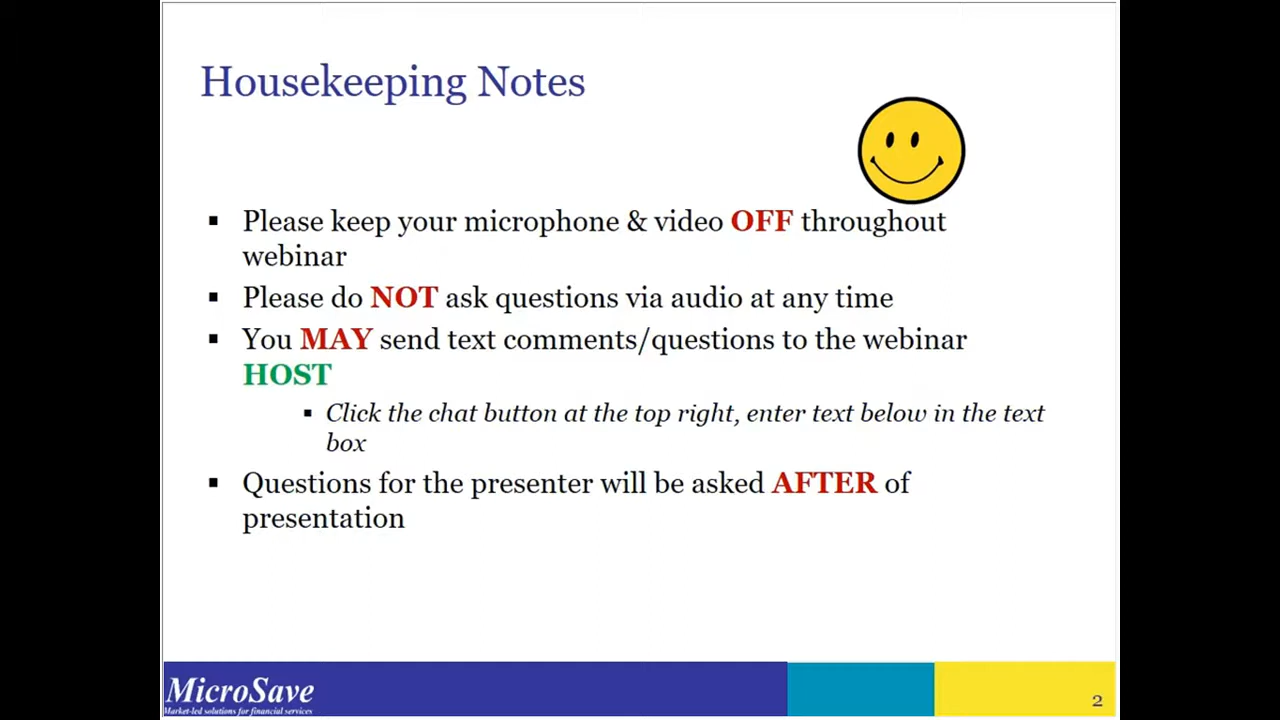 Housekeeping Notes
▪ Please keep your microphone & video OFF throughout
webinar
▪ Please do NOT ask questions via audio at any time
▪ You MAY send text comments/questions to the webinar
HOST
▪ Click the chat button at the top right, enter text below in the text
box
▪ Questions for the presenter will be asked AFTER of
presentation
MicroSave
Market-led solutions for financial services
2